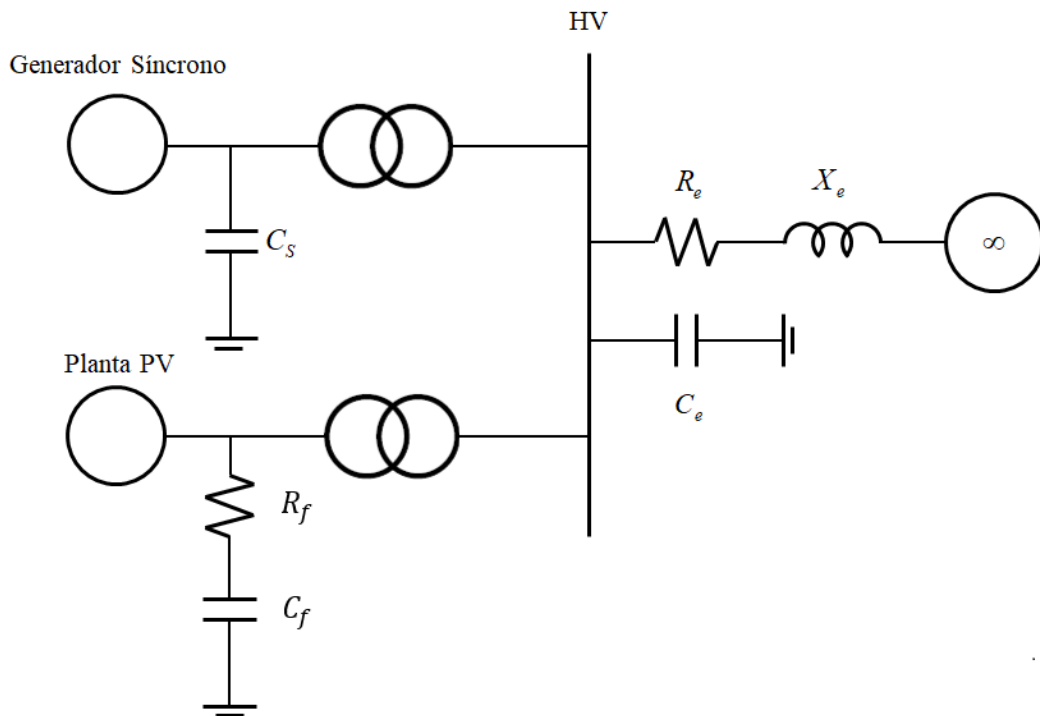 HV
Generador Síncrono
R_e
X_e
C_S
∞
Planta PV
C_e
R_f
C_f